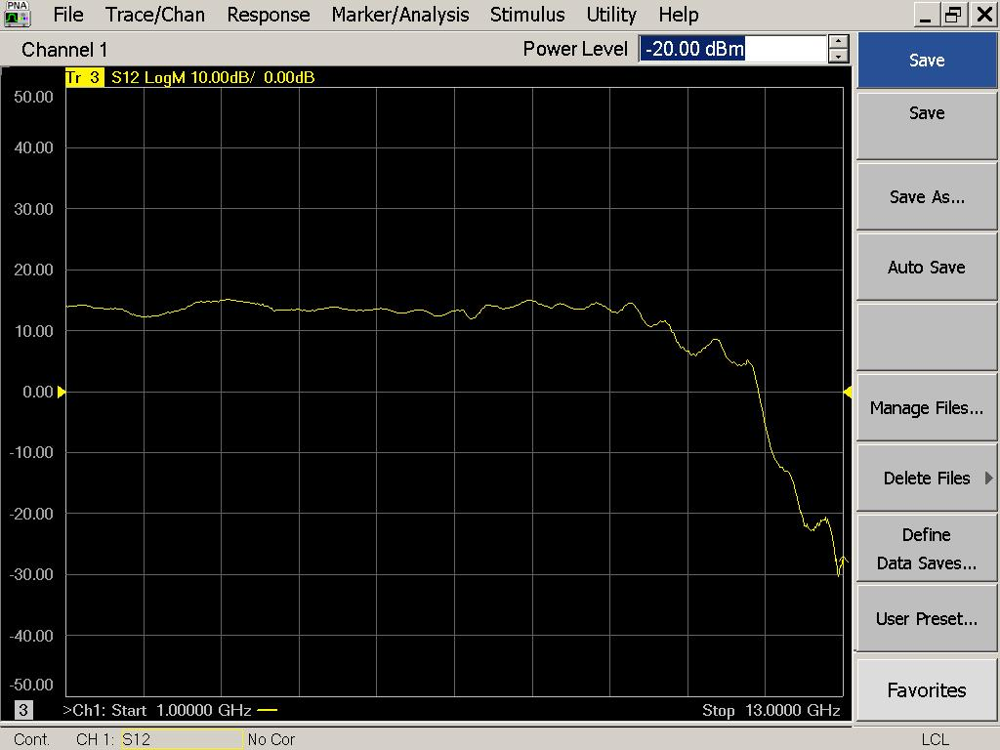 PNA File Trace/Chan Response Marker/Analysis Stimulus Utility Help
Channel 1 Power Level -20.00 dBm
Save
Tr 3 S12 LogM 10.00dB/ 0.00dB
50.00
Save
40.00
30.00
Save As...
20.00
Auto Save
10.00
0.00
Manage Files...
-10.00
Delete Files
-20.00
Define
Data Saves...
-30.00
User Preset...
-40.00
-50.00
Favorites
3 >Ch1: Start 1.00000 GHz Stop 13.0000 GHz
Cont. CH 1: S12 No Cor LCL